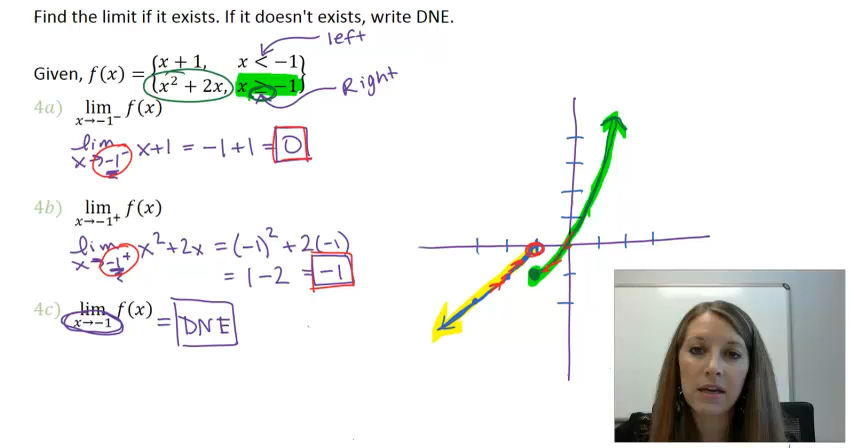 Find the limit if it exists. If it doesn't exists, write DNE.
left
Given, f(x) = {x + 1, x < −1
x² + 2x, x ≥ −1}
Right
4a) lim x→−1⁻ f(x)
lim x→−1⁻ x+1 = −1+1 = 0
4b) lim x→−1⁺ f(x)
lim x→−1⁺ x²+2x = (−1)² + 2(−1)
= 1−2 = −1
4c) lim x→−1 f(x) = DNE